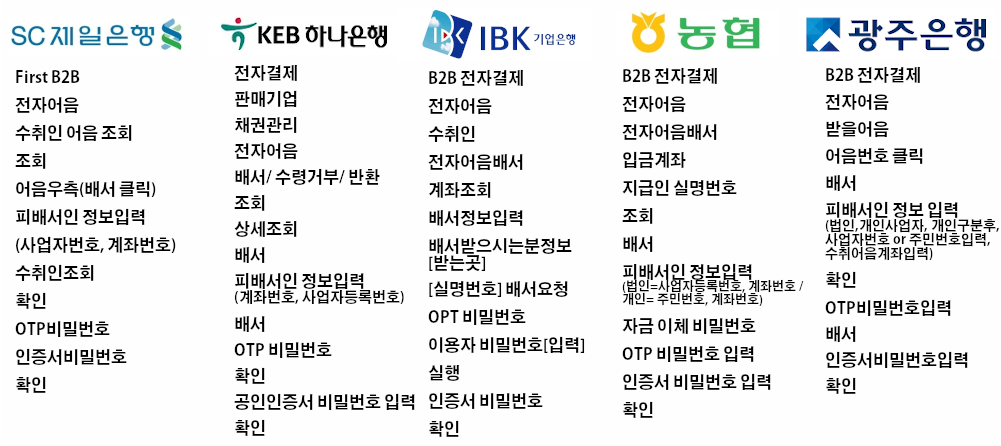 SC제일은행
First B2B
전자어음
수취인 어음 조회
조회
어음우측(배서 클릭)
피배서인 정보입력
(사업자번호, 계좌번호)
수취인조회
확인
OTP비밀번호
인증서비밀번호
확인
KEB 하나은행
전자결제
판매기업
채권관리
전자어음
배서/ 수령거부/ 반환
조회
상세조회
배서
피배서인 정보입력
(계좌번호, 사업자등록번호)
배서
OTP 비밀번호
확인
공인인증서 비밀번호 입력
확인
IBK 기업은행
B2B 전자결제
전자어음
수취인
전자어음배서
계좌조회
배서정보입력
배서받으시는분정보
[받는곳]
[실명번호] 배서요청
OPT 비밀번호
이용자 비밀번호[입력]
실행
인증서 비밀번호
확인
농협
B2B 전자결제
전자어음
전자어음배서
입금계좌
지급인 실명번호
조회
배서
피배서인 정보입력
(법인=사업자등록번호, 계좌번호 /
개인= 주민번호, 계좌번호)
자금 이체 비밀번호
OTP 비밀번호 입력
인증서 비밀번호 입력
확인
광주은행
B2B 전자결제
전자어음
받을어음
어음번호 클릭
배서
피배서인 정보 입력
(법인,개인사업자, 개인구분후,
사업자번호 or 주민번호입력,
수취어음계좌입력)
확인
OTP비밀번호입력
배서
인증서비밀번호입력
확인